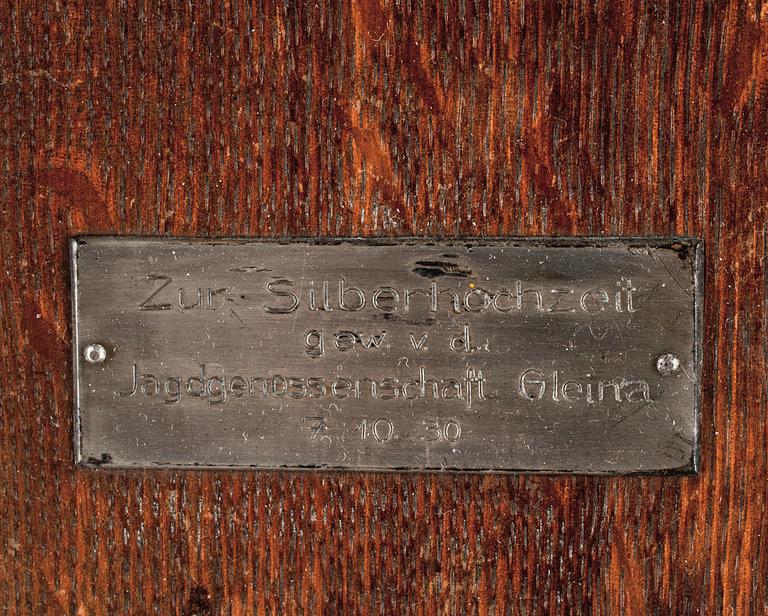 Zur Silberhochzeit
gew. v. d.
Jagdgenossenschaft Gleina
7. 10. 30